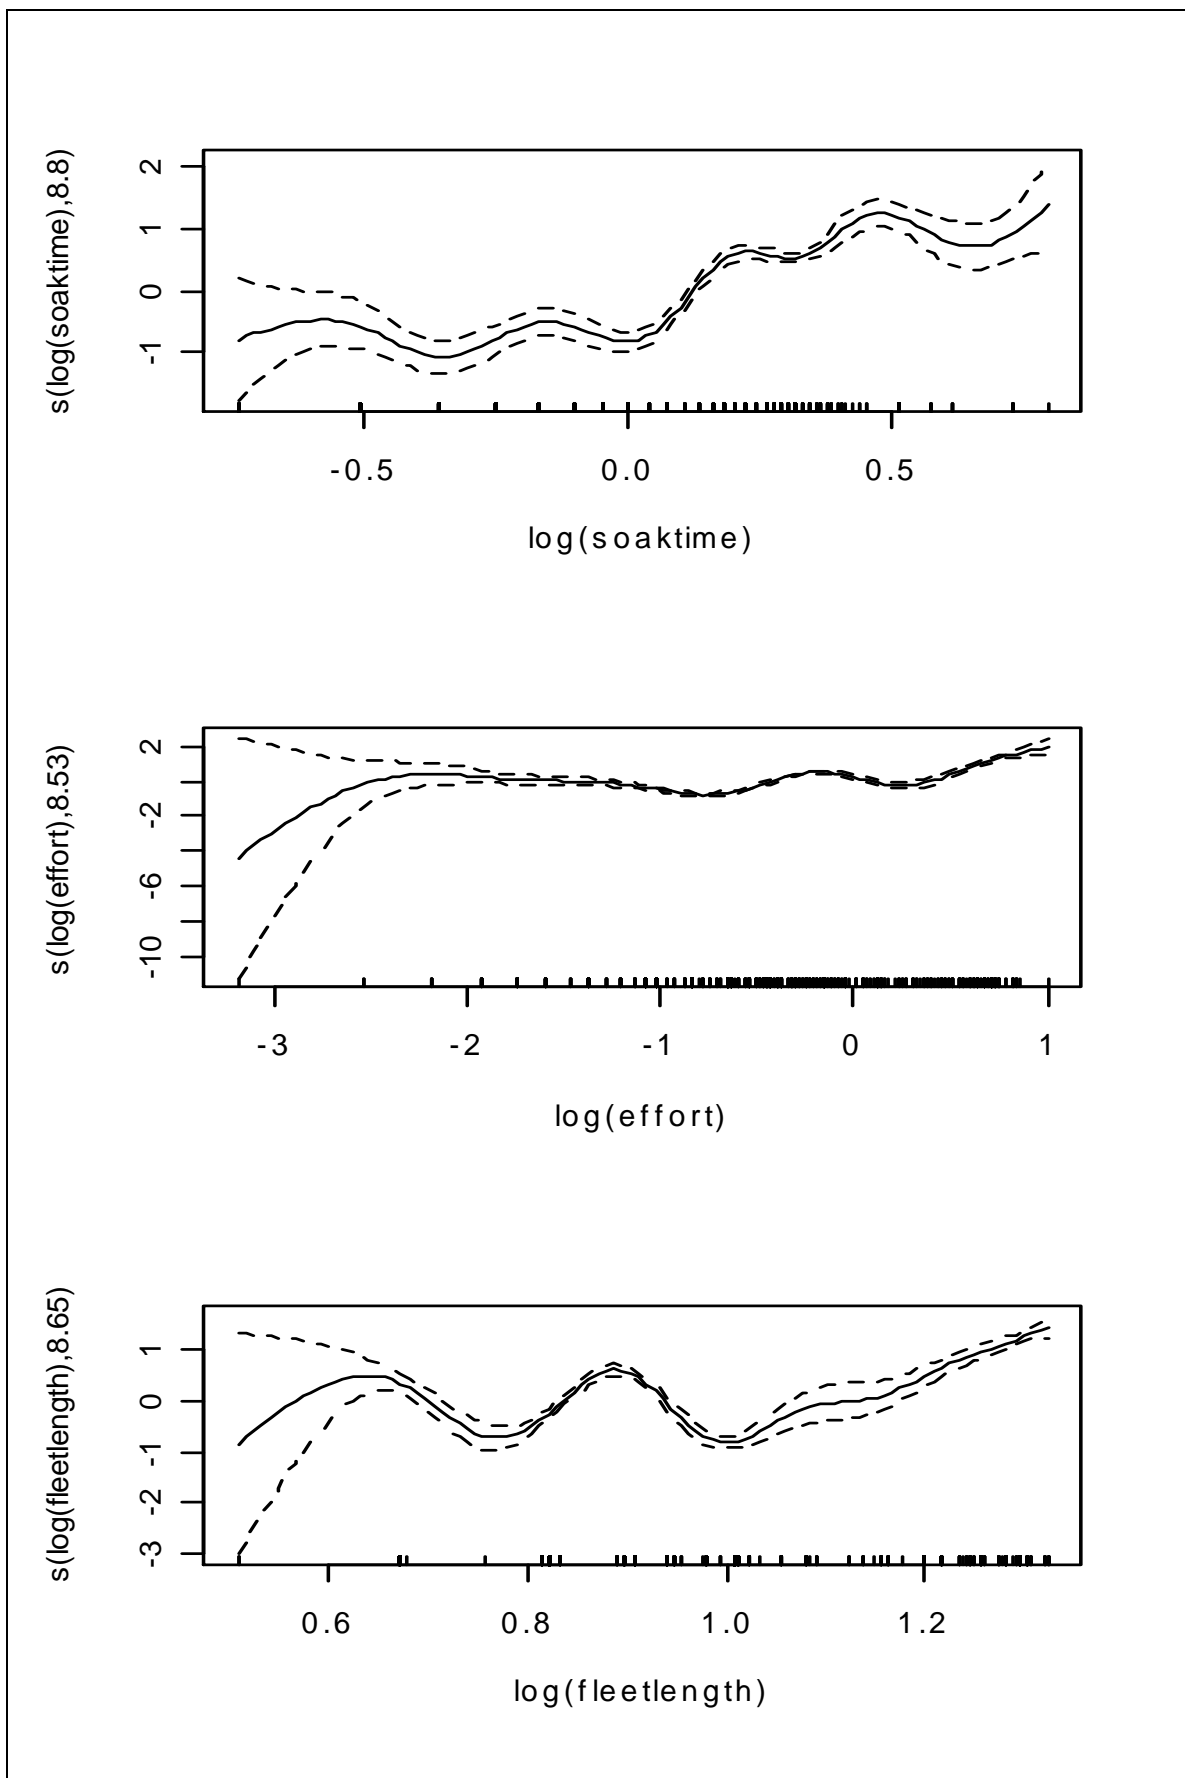 s(log(soaktime),8.8)
2
1
0
-1
-0.5 0.0 0.5
log(soaktime)
s(log(effort),8.53)
2
-2
-6
-10
-3 -2 -1 0 1
log(effort)
s(log(fleetlength),8.65)
1
0
-1
-2
-3
0.6 0.8 1.0 1.2
log(fleetlength)